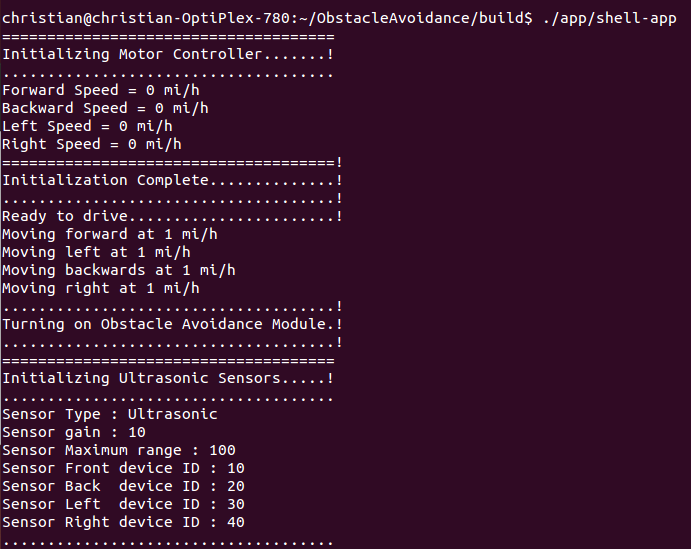 christian@christian-OptiPlex-780:~/ObstacleAvoidance/build$ ./app/shell-app
=====================================
Initializing Motor Controller.......!
.....................................
Forward Speed = 0 mi/h
Backward Speed = 0 mi/h
Left Speed = 0 mi/h
Right Speed = 0 mi/h
=====================================!
Initialization Complete..............!
.....................................!
Ready to drive.......................!
Moving forward at 1 mi/h
Moving left at 1 mi/h
Moving backwards at 1 mi/h
Moving right at 1 mi/h
.....................................!
Turning on Obstacle Avoidance Module.!
.....................................!
=====================================
Initializing Ultrasonic Sensors.....!
.....................................
Sensor Type : Ultrasonic
Sensor gain : 10
Sensor Maximum range : 100
Sensor Front device ID : 10
Sensor Back  device ID : 20
Sensor Left  device ID : 30
Sensor Right device ID : 40
.....................................